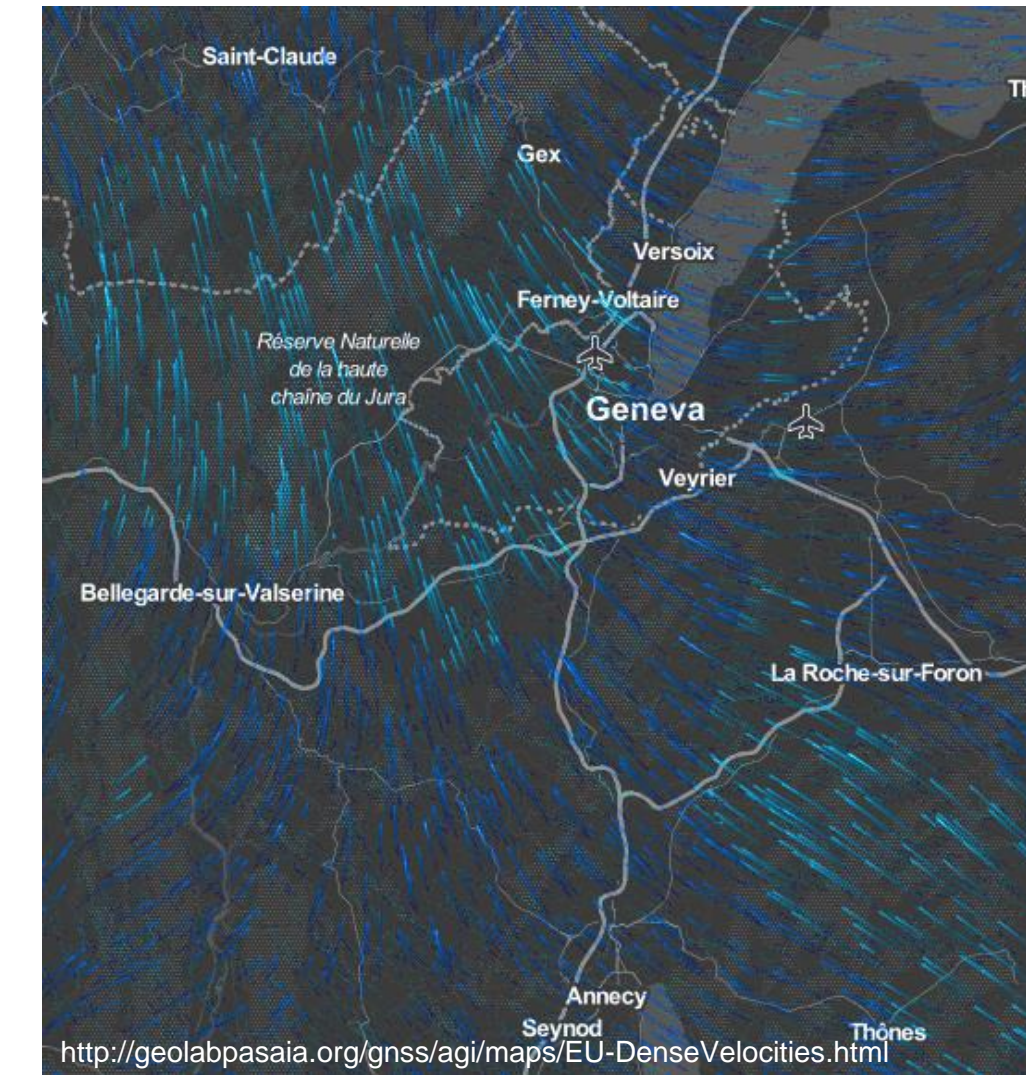 Saint-Claude
Th
Gex
Versoix
Ferney-Voltaire
x
Réserve Naturelle
de la haute
chaîne du Jura
Geneva
Veyrier
Bellegarde-sur-Valserine
La Roche-sur-Foron
Annecy
Seynod
Thônes
http://geolabpasaia.org/gnss/agi/maps/EU-DenseVelocities.html